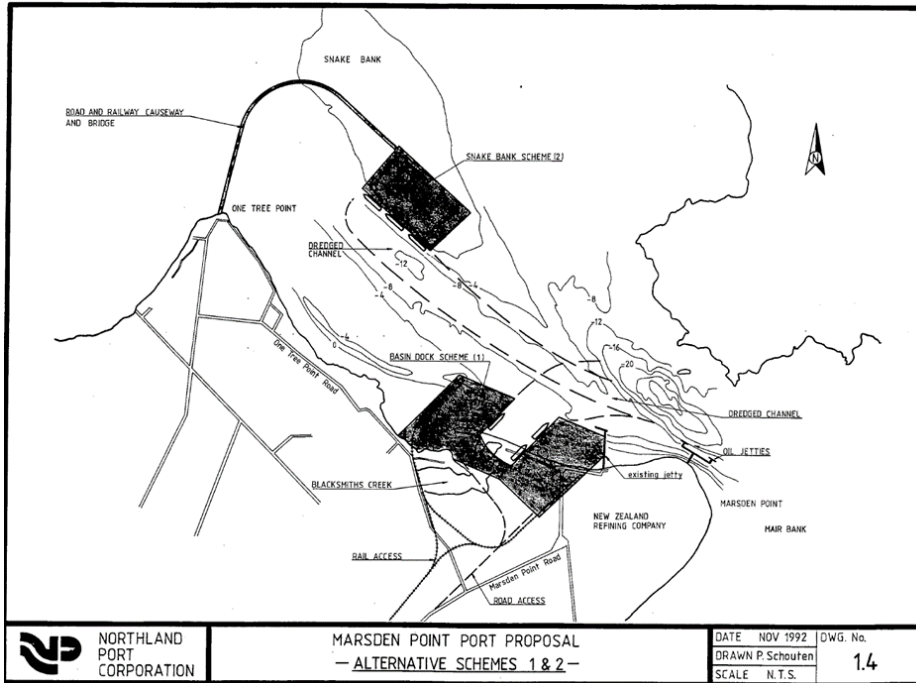 SNAKE BANK
ROAD AND RAILWAY CAUSEWAY
AND BRIDGE
SNAKE BANK SCHEME (2)
N
ONE TREE POINT
DREDGED
CHANNEL
-12
-8
-4
-8
-4
-8
-12
-16
-20
-4
0
One Tree Point Road
BASIN DOCK SCHEME (1)
DREDGED CHANNEL
OIL JETTIES
existing jetty
BLACKSMITHS CREEK
MARSDEN POINT
NEW ZEALAND
REFINING COMPANY
MAIR BANK
RAIL ACCESS
Marsden Point Road
ROAD ACCESS
NORTHLAND
PORT
CORPORATION
MARSDEN POINT PORT PROPOSAL
— ALTERNATIVE SCHEMES 1 & 2 —
DATE NOV 1992
DRAWN P. Schouten
SCALE N.T.S.
DWG. No.
1.4